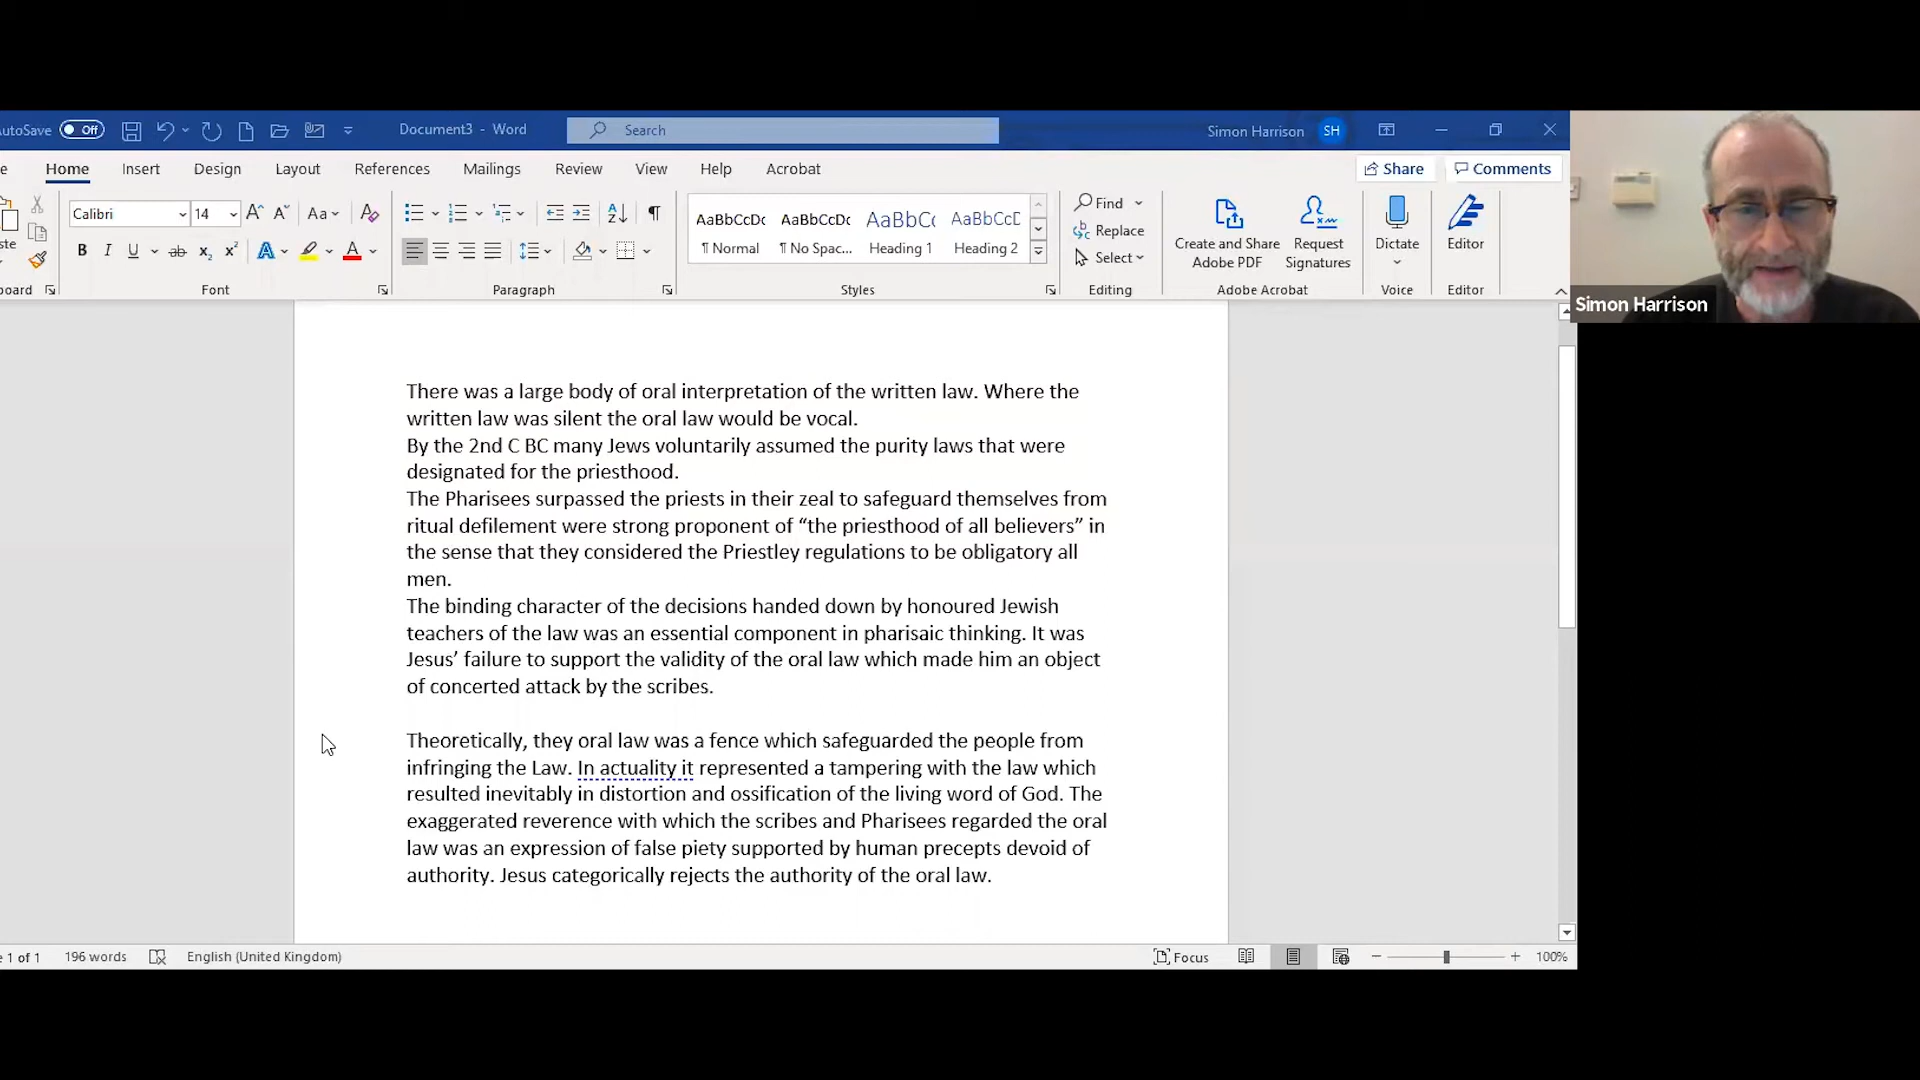 utoSave Off Document3 - Word Search Simon Harrison SH
e Home Insert Design Layout References Mailings Review View Help Acrobat Share Comments
Calibri 14 Aa AaBbCcDc AaBbCcDc AaBbCc AaBbCcD Find
ste B I U ab x₂ x² A A ¶ Normal ¶ No Spac... Heading 1 Heading 2 Replace
Select
Create and Share Adobe PDF
Request Signatures
Dictate
Editor
oard Font Paragraph Styles Editing Adobe Acrobat Voice Editor
Simon Harrison
There was a large body of oral interpretation of the written law. Where the
written law was silent the oral law would be vocal.
By the 2nd C BC many Jews voluntarily assumed the purity laws that were
designated for the priesthood.
The Pharisees surpassed the priests in their zeal to safeguard themselves from
ritual defilement were strong proponent of “the priesthood of all believers” in
the sense that they considered the Priestley regulations to be obligatory all
men.
The binding character of the decisions handed down by honoured Jewish
teachers of the law was an essential component in pharisaic thinking. It was
Jesus’ failure to support the validity of the oral law which made him an object
of concerted attack by the scribes.
Theoretically, they oral law was a fence which safeguarded the people from
infringing the Law. In actuality it represented a tampering with the law which
resulted inevitably in distortion and ossification of the living word of God. The
exaggerated reverence with which the scribes and Pharisees regarded the oral
law was an expression of false piety supported by human precepts devoid of
authority. Jesus categorically rejects the authority of the oral law.
e 1 of 1 196 words English (United Kingdom) Focus 100%